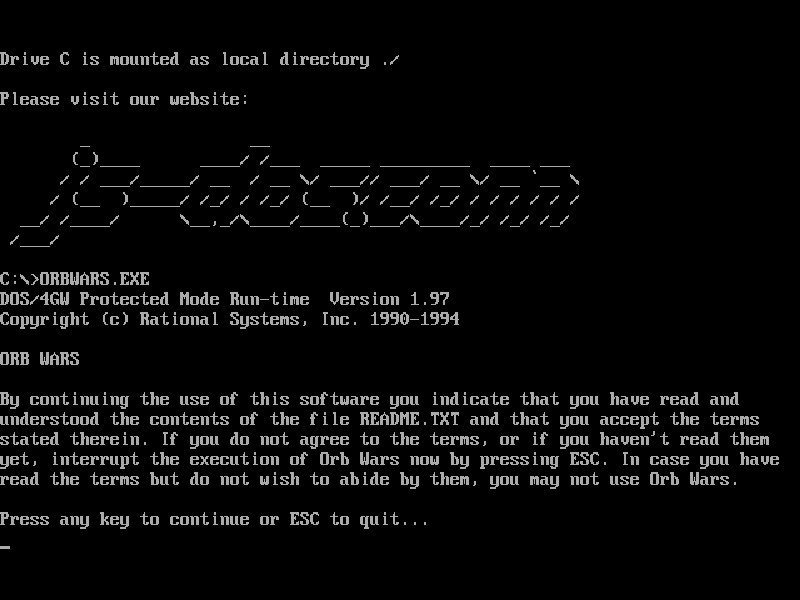 Drive C is mounted as local directory ./
Please visit our website:
js-dos.com
C:\>ORBWARS.EXE
DOS/4GW Protected Mode Run-time  Version 1.97
Copyright (c) Rational Systems, Inc. 1990-1994
ORB WARS
By continuing the use of this software you indicate that you have read and
understood the contents of the file README.TXT and that you accept the terms
stated therein. If you do not agree to the terms, or if you haven't read them
yet, interrupt the execution of Orb Wars now by pressing ESC. In case you have
read the terms but do not wish to abide by them, you may not use Orb Wars.
Press any key to continue or ESC to quit...
_